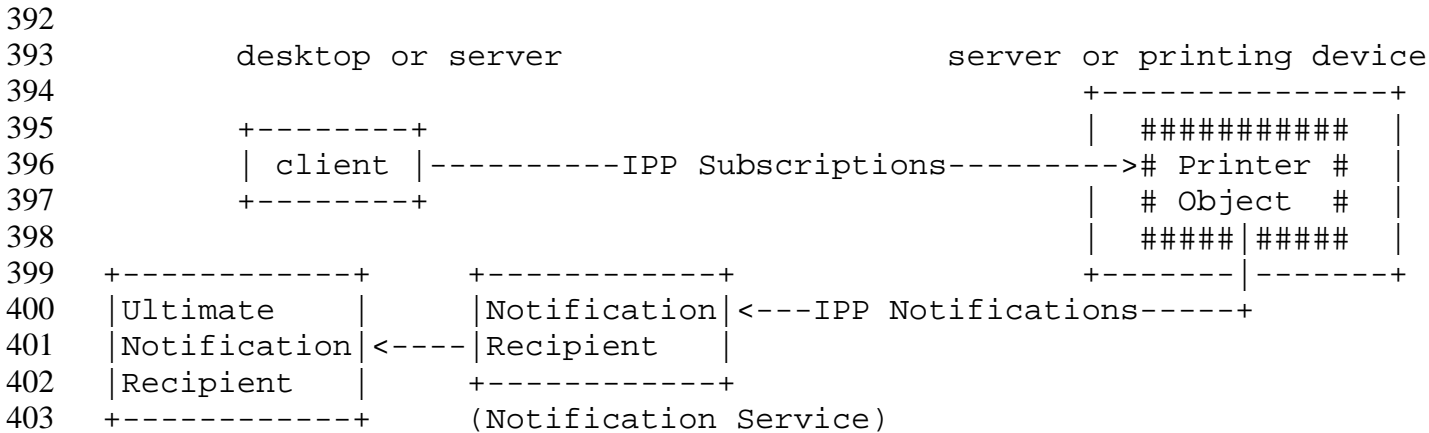 392
393          desktop or server                    server or printing device
394                                                      +---------------+
395          +--------+                                  |  ###########  |
396          | client |----------IPP Subscriptions--------->| # Printer #  |
397          +--------+                                  |  # Object  #  |
398                                                      |  #####|#####  |
399   +------------+     +------------+                  +-------|-------+
400   |Ultimate    |     |Notification|<---IPP Notifications-----+
401   |Notification|<----|Recipient   |
402   |Recipient   |     +------------+
403   +------------+     (Notification Service)